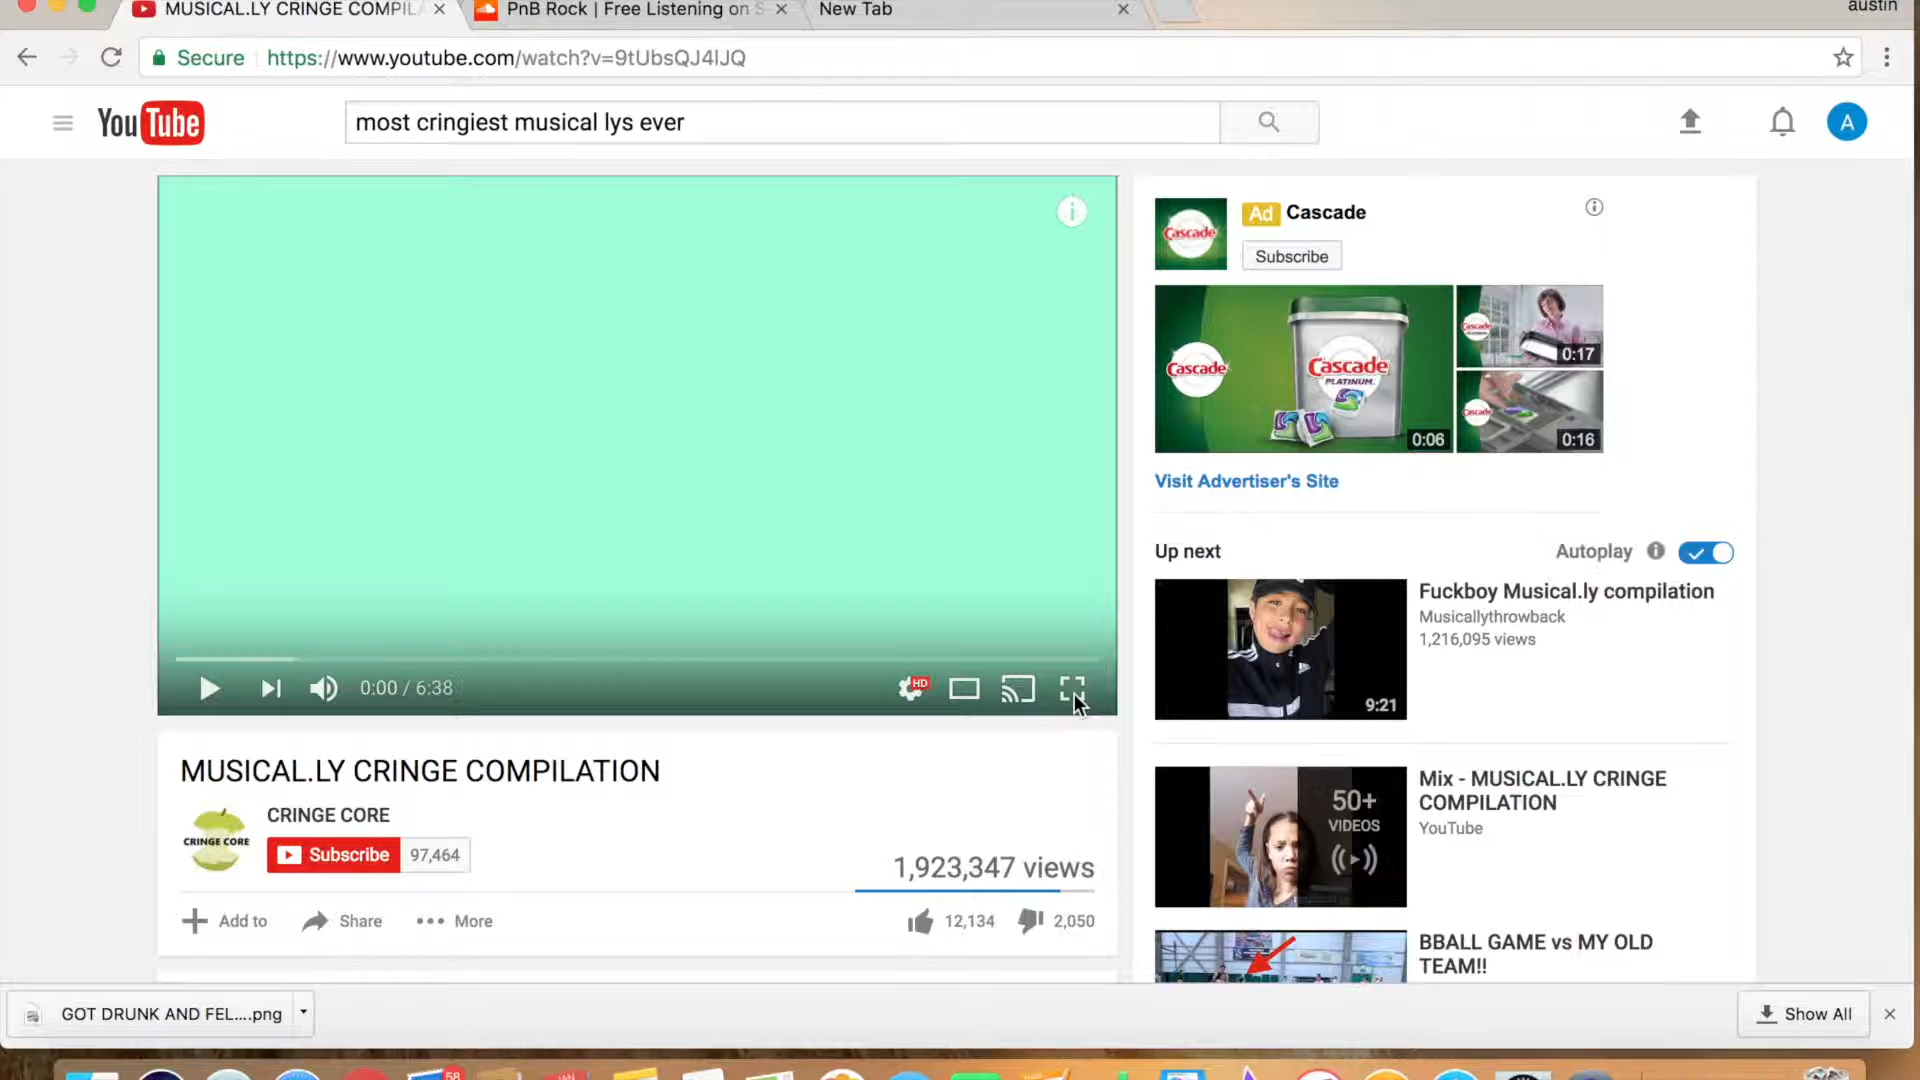 MUSICAL.LY CRINGE COMPIL
PnB Rock | Free Listening on S
New Tab
austin
Secure
https://www.youtube.com/watch?v=9tUbsQJ4lJQ
YouTube
most cringiest musical lys ever
A
Cascade
Ad
Cascade
Subscribe
Cascade
Cascade
PLATINUM
0:06
Cascade
0:17
Cascade
0:16
Visit Advertiser's Site
Up next
Autoplay
Fuckboy Musical.ly compilation
Musicallythrowback
1,216,095 views
9:21
HD
0:00 / 6:38
MUSICAL.LY CRINGE COMPILATION
CRINGE CORE
CRINGE CORE
Subscribe
97,464
1,923,347 views
Add to
Share
More
12,134
2,050
50+
VIDEOS
Mix - MUSICAL.LY CRINGE
COMPILATION
YouTube
BBALL GAME vs MY OLD
TEAM!!
GOT DRUNK AND FEL....png
Show All
58
JAN